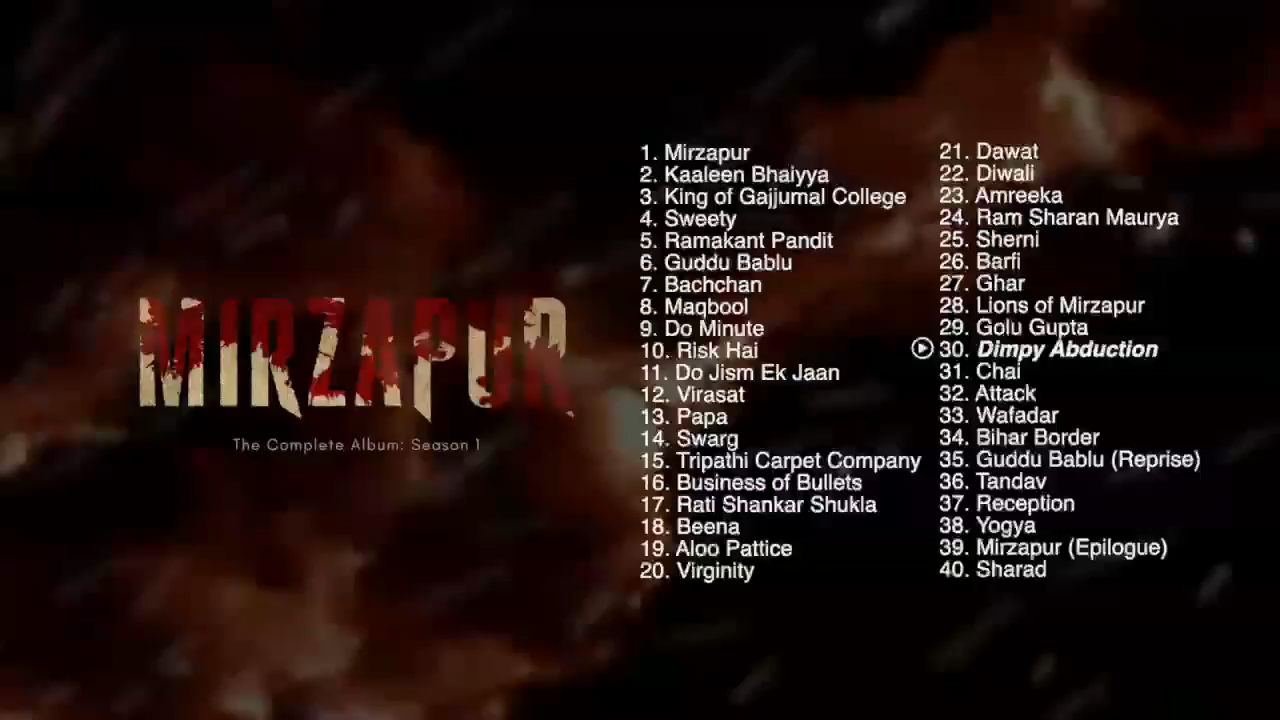 MIRZAPUR
The Complete Album: Season 1
1. Mirzapur
2. Kaaleen Bhaiyya
3. King of Gajjumal College
4. Sweety
5. Ramakant Pandit
6. Guddu Bablu
7. Bachchan
8. Maqbool
9. Do Minute
10. Risk Hai
11. Do Jism Ek Jaan
12. Virasat
13. Papa
14. Swarg
15. Tripathi Carpet Company
16. Business of Bullets
17. Rati Shankar Shukla
18. Beena
19. Aloo Pattice
20. Virginity
21. Dawat
22. Diwali
23. Amreeka
24. Ram Sharan Maurya
25. Sherni
26. Barfi
27. Ghar
28. Lions of Mirzapur
29. Golu Gupta
30. Dimpy Abduction
31. Chai
32. Attack
33. Wafadar
34. Bihar Border
35. Guddu Bablu (Reprise)
36. Tandav
37. Reception
38. Yogya
39. Mirzapur (Epilogue)
40. Sharad